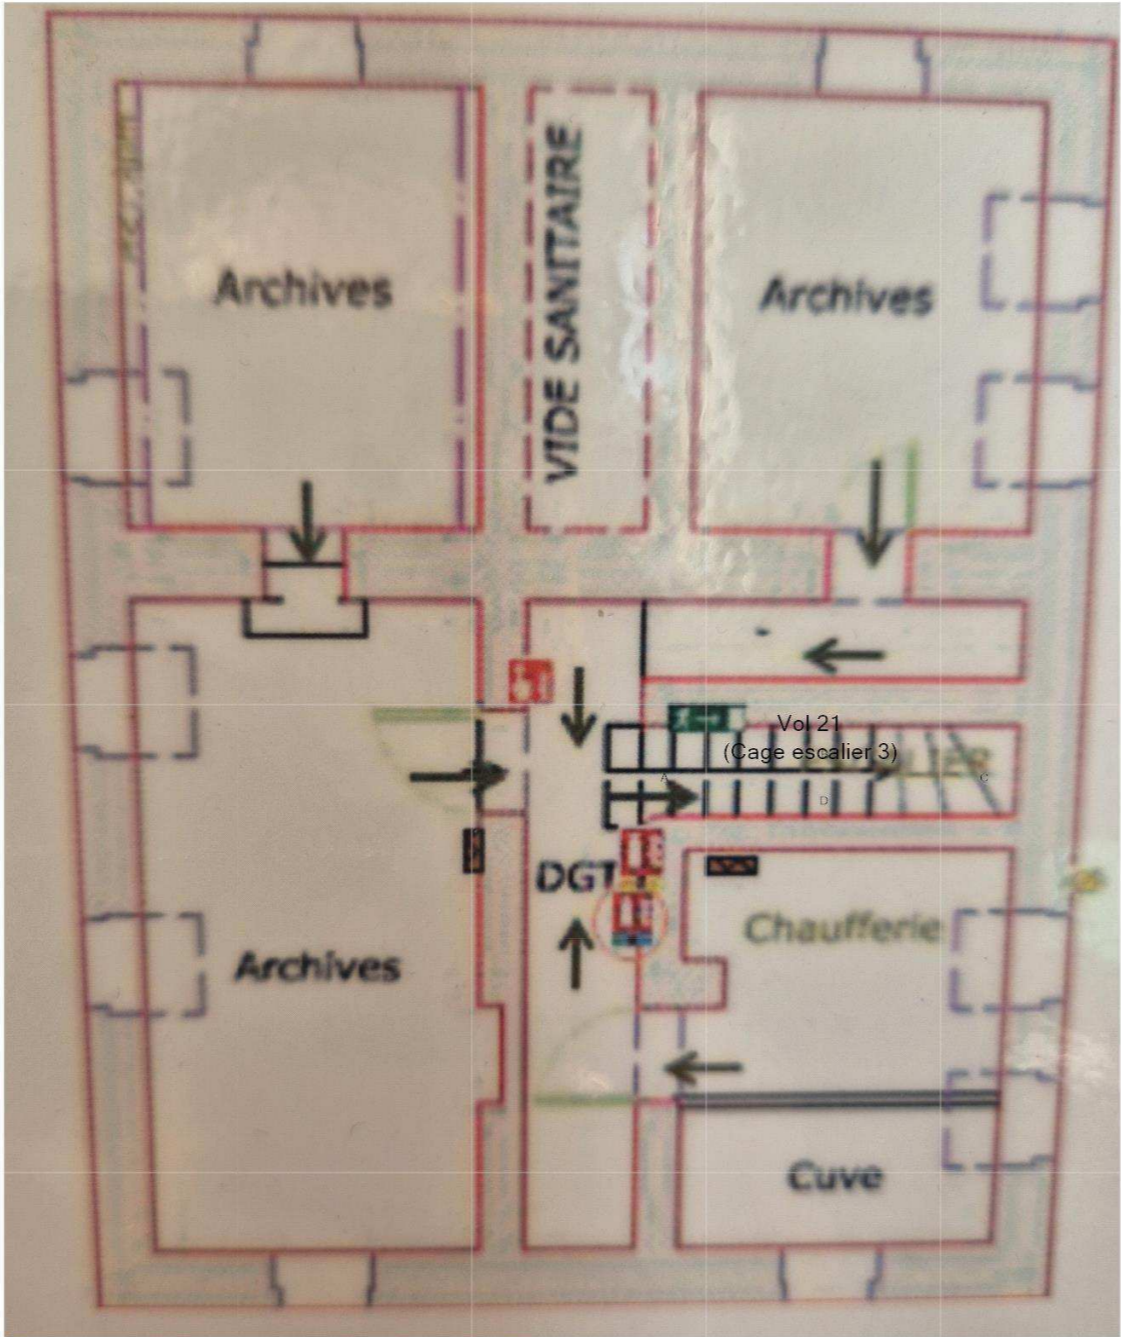 Archives
VIDE SANITAIRE
Archives
Vol 21
(Cage escalier 3)
A
C
D
DGT
Chaufferie
Archives
Cuve